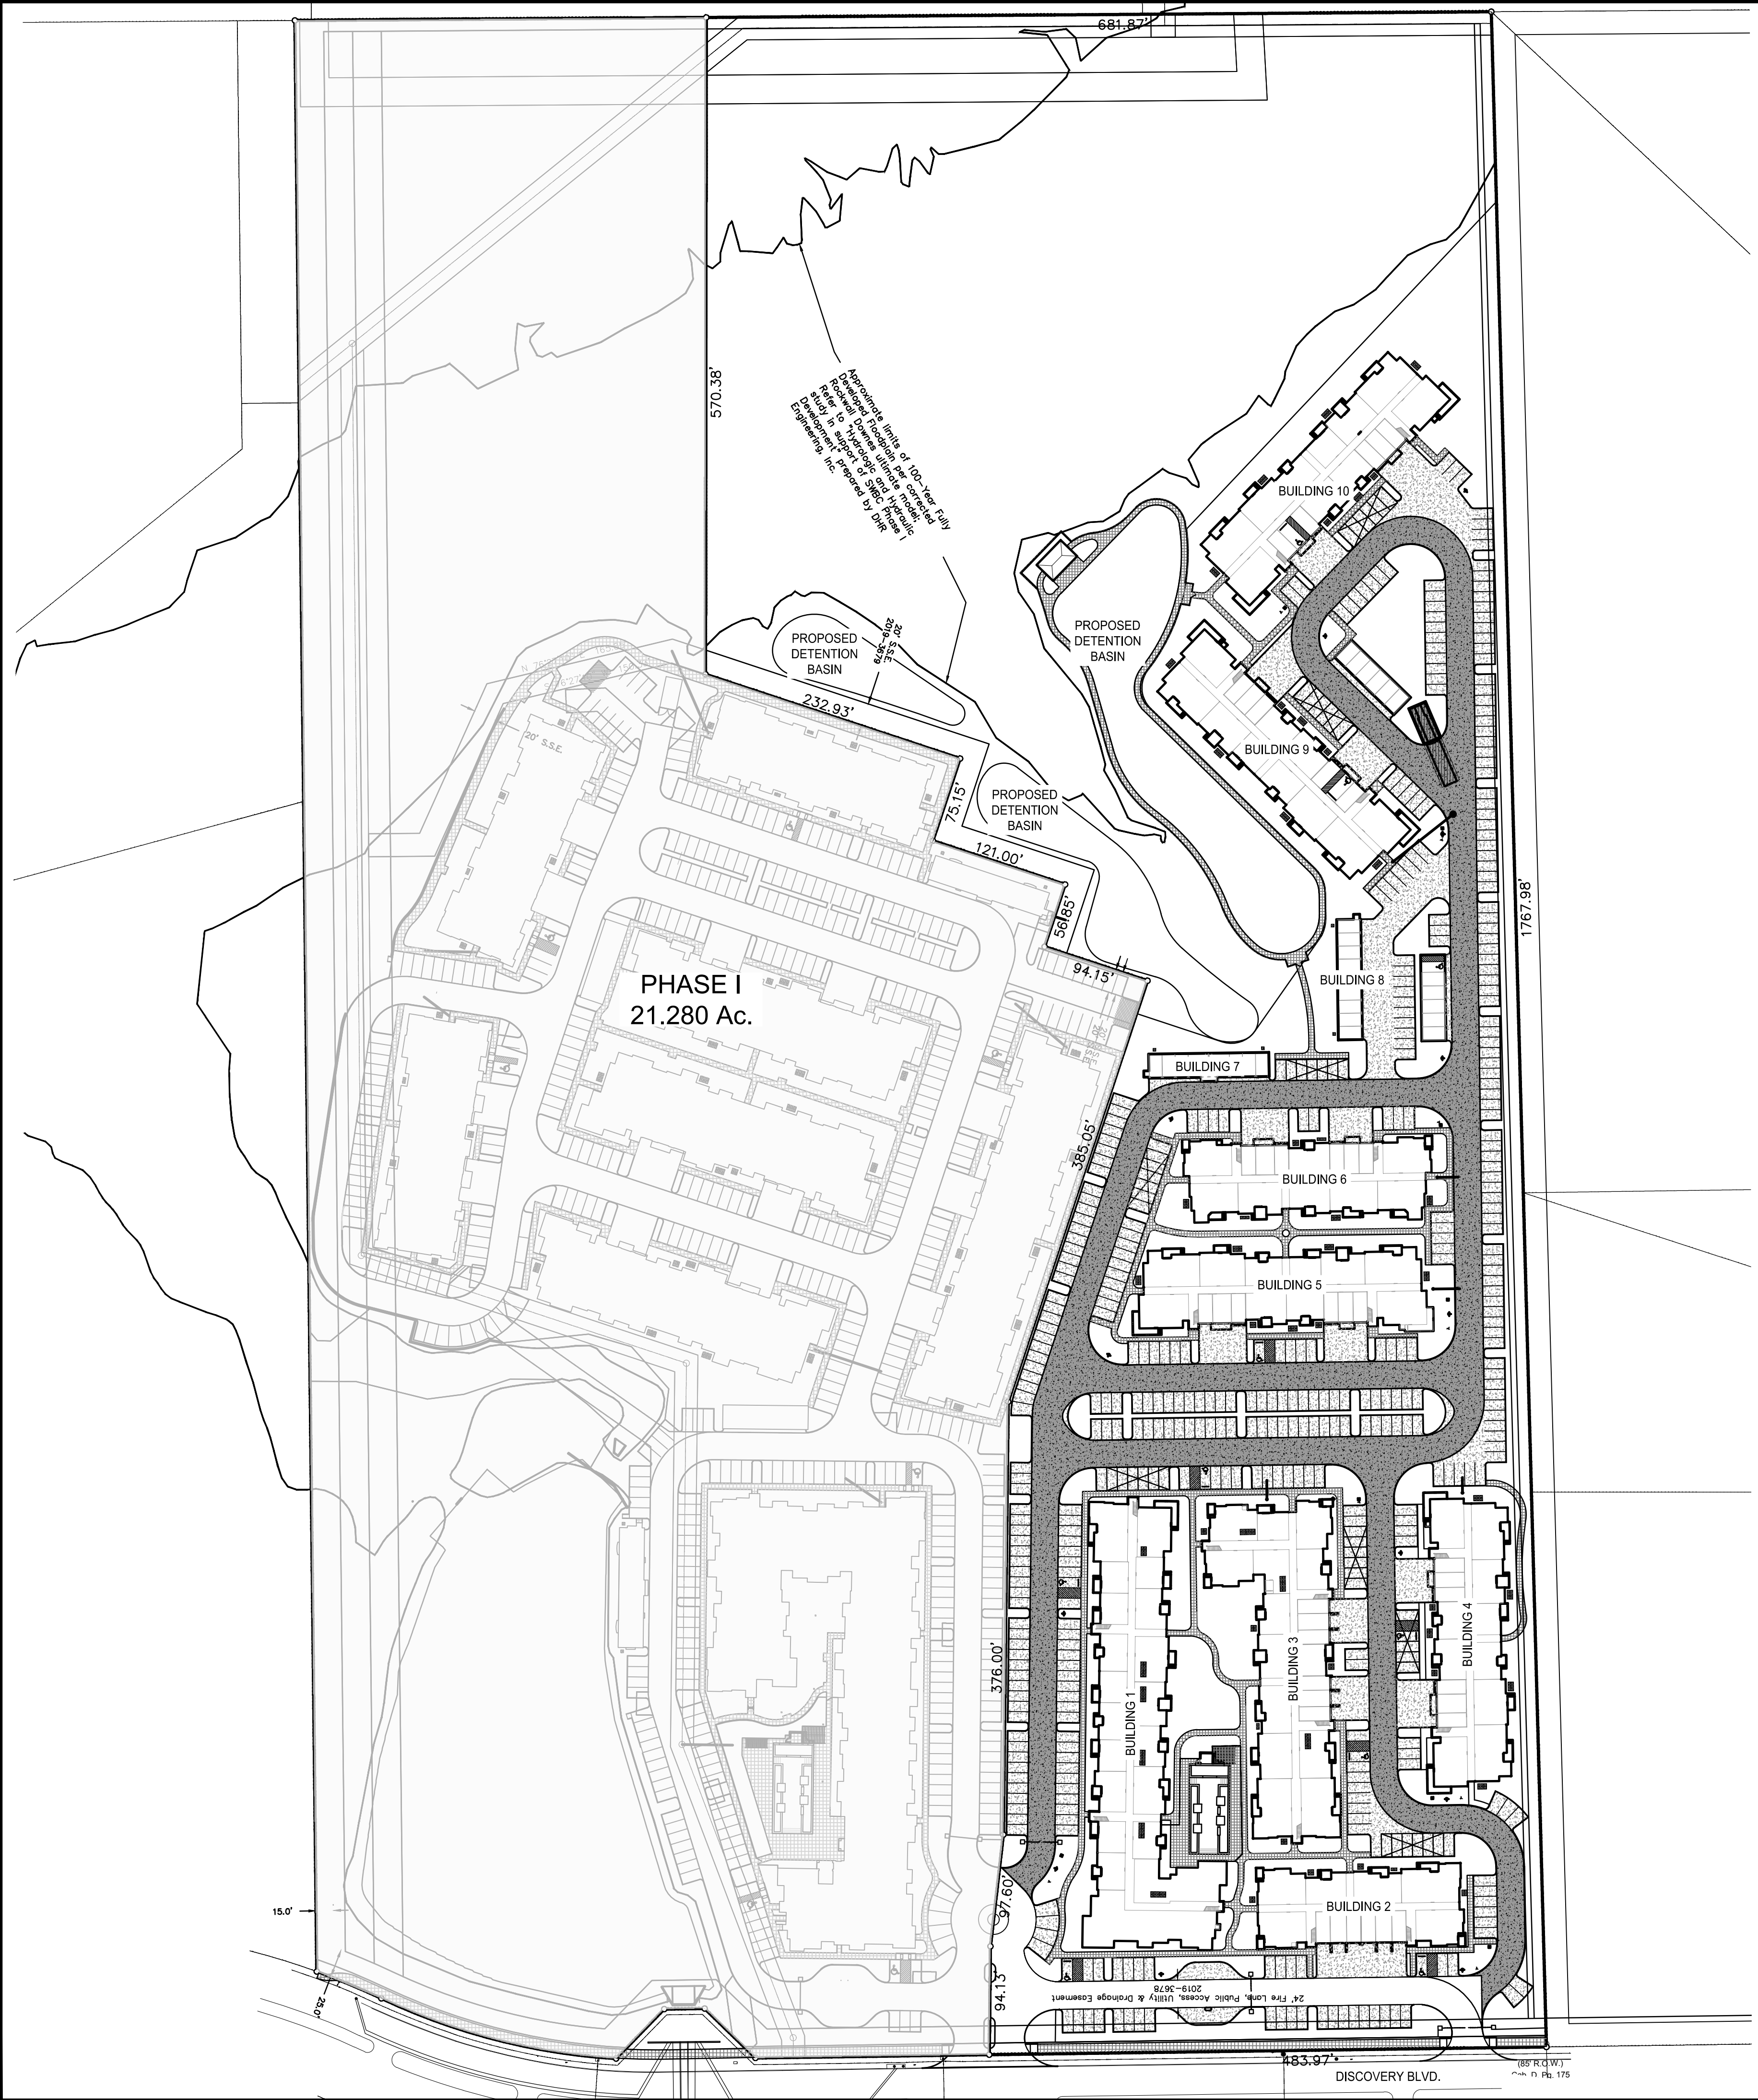 681.87'
570.38'
Approximate limits of 100-Year Fully
Developed Floodplain per corrected
Rockwall Downes ultimate model;
Refer to "Hydrologic and Hydraulic
study in support of SWBC Phase I
Development" prepared by DHR
Engineering, Inc.
BUILDING 10
PROPOSED
DETENTION
BASIN
20' S.S.E.
2019-3679
PROPOSED
DETENTION
BASIN
232.93'
20' S.S.E.
BUILDING 9
75.15'
PROPOSED
DETENTION
BASIN
121.00'
56.85'
1767.98'
94.15'
PHASE I
21.280 Ac.
BUILDING 8
BUILDING 7
385.05'
BUILDING 6
BUILDING 5
376.00'
BUILDING 1
BUILDING 3
BUILDING 4
97.60'
BUILDING 2
15.0'
25.0'
94.13'
24' Fire Lane, Public Access, Utility & Drainage Easement
2019-3678
483.97'
DISCOVERY BLVD.
(85' R.O.W.)
Pg. 175